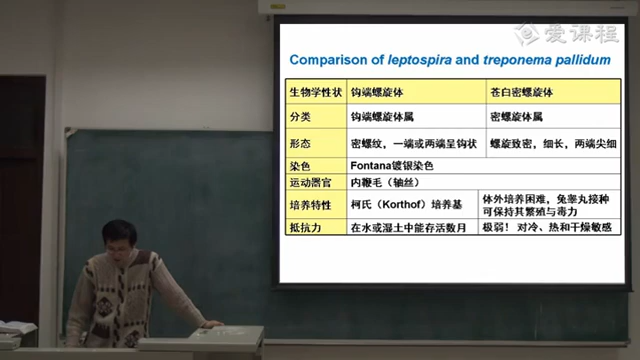 爱课程
Comparison of leptospira and treponema pallidum
生物学性状 钩端螺旋体 苍白密螺旋体
分类 钩端螺旋体属 密螺旋体属
形态 密螺纹，一端或两端呈钩状 螺旋致密，细长，两端尖细
染色 Fontana镀银染色
运动器官 内鞭毛（轴丝）
培养特性 柯氏（Korthof）培养基 体外培养困难，兔睾丸接种
可保持其繁殖与毒力
抵抗力 在水或湿土中能存活数月 极弱！对冷、热和干燥敏感